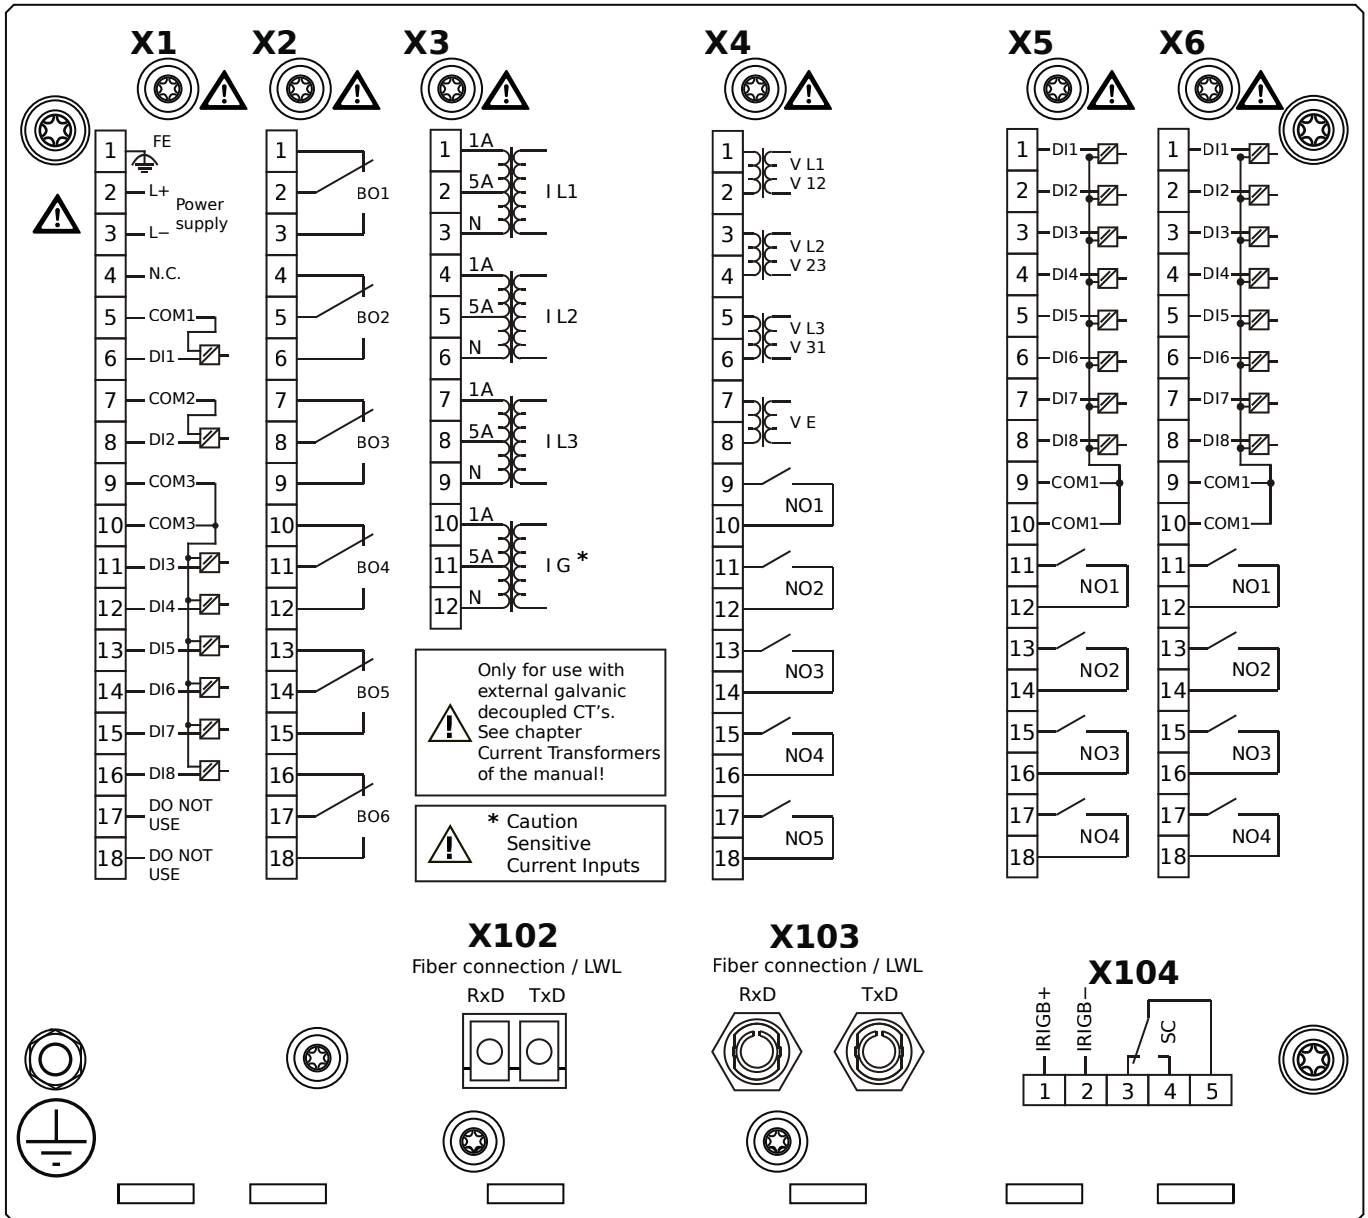 X1
X2
X3
X4
X5
X6
1
FE
2
L+
Power
supply
3
L−
4
N.C.
5
COM1
6
DI1
7
COM2
8
DI2
9
COM3
10
COM3
11
DI3
12
DI4
13
DI5
14
DI6
15
DI7
16
DI8
17
DO NOT
USE
18
DO NOT
USE
1
2
BO1
3
4
5
BO2
6
7
8
BO3
9
10
11
BO4
12
13
14
BO5
15
16
17
BO6
18
1
1A
2
5A
I L1
3
N
4
1A
5
5A
I L2
6
N
7
1A
8
5A
I L3
9
N
10
1A
11
5A
I G *
12
N
Only for use with
external galvanic
decoupled CT's.
See chapter
Current Transformers
of the manual!
* Caution
Sensitive
Current Inputs
1
V L1
V 12
2
3
V L2
V 23
4
5
V L3
V 31
6
7
V E
8
9
NO1
10
11
NO2
12
13
NO3
14
15
NO4
16
17
NO5
18
1
DI1
2
DI2
3
DI3
4
DI4
5
DI5
6
DI6
7
DI7
8
DI8
9
COM1
10
COM1
11
NO1
12
13
NO2
14
15
NO3
16
17
NO4
18
1
DI1
2
DI2
3
DI3
4
DI4
5
DI5
6
DI6
7
DI7
8
DI8
9
COM1
10
COM1
11
NO1
12
13
NO2
14
15
NO3
16
17
NO4
18
X102
Fiber connection / LWL
RxD TxD
X103
Fiber connection / LWL
RxD TxD
X104
IRIGB+
IRIGB−
SC
1 2 3 4 5